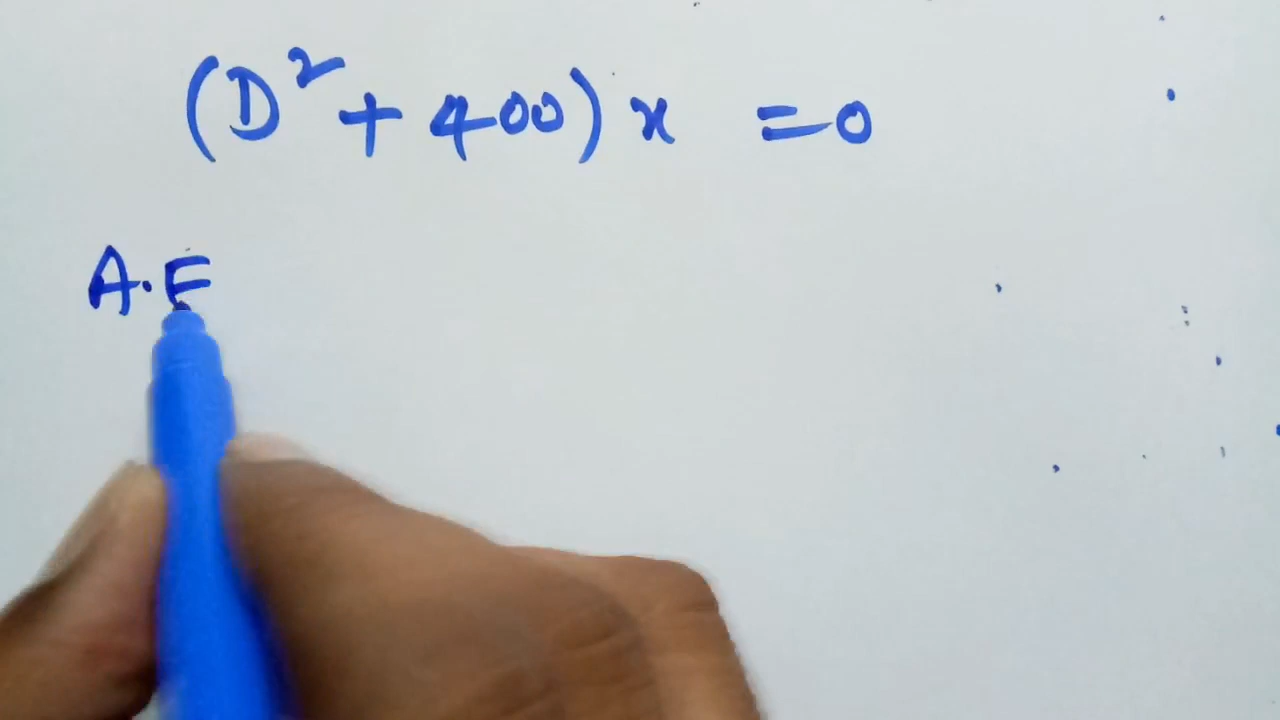 (D² + 400) x = 0
A.E